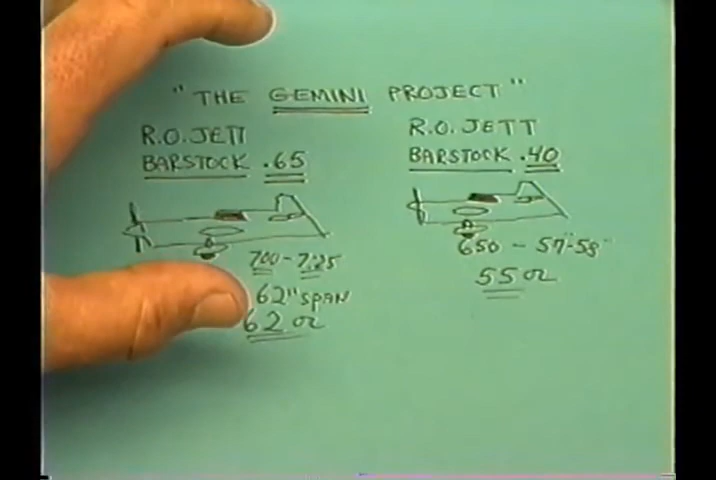 "THE GEMINI PROJECT"
R.O. JETT
BARSTOCK .65
700 - 725
62" SPAN
62 oz
R.O. JETT
BARSTOCK .40
650 - 57"-58"
55 oz